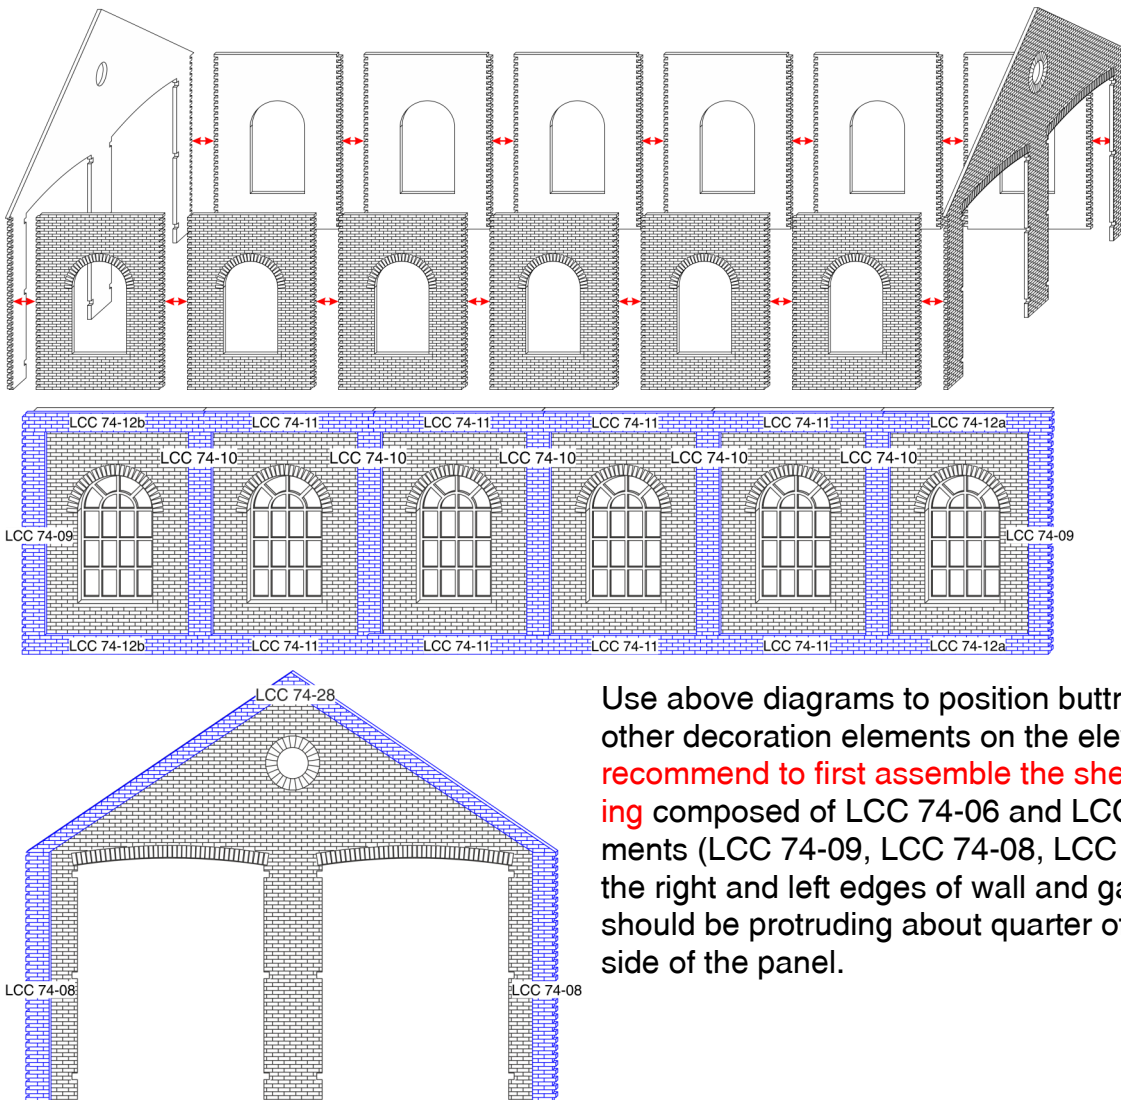 LCC 74-12b LCC 74-11 LCC 74-11 LCC 74-11 LCC 74-11 LCC 74-12a
LCC 74-10 LCC 74-10 LCC 74-10 LCC 74-10 LCC 74-10
LCC 74-09 LCC 74-09
LCC 74-12b LCC 74-11 LCC 74-11 LCC 74-11 LCC 74-11 LCC 74-12a
LCC 74-28
LCC 74-08 LCC 74-08
Use above diagrams to position buttr
other decoration elements on the ele
recommend to first assemble the she
ing composed of LCC 74-06 and LCC
ments (LCC 74-09, LCC 74-08, LCC
the right and left edges of wall and ga
should be protruding about quarter of
side of the panel.